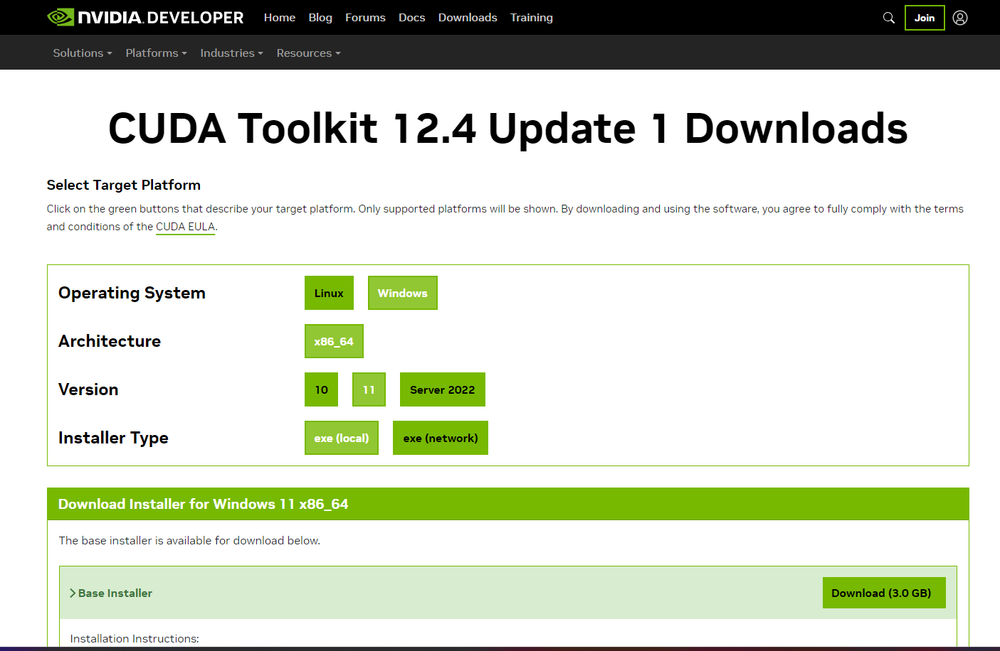 NVIDIA. DEVELOPER Home Blog Forums Docs Downloads Training Join
Solutions Platforms Industries Resources
CUDA Toolkit 12.4 Update 1 Downloads
Select Target Platform
Click on the green buttons that describe your target platform. Only supported platforms will be shown. By downloading and using the software, you agree to fully comply with the terms
and conditions of the CUDA EULA.
Operating System Linux Windows
Architecture x86_64
Version 10 11 Server 2022
Installer Type exe (local) exe (network)
Download Installer for Windows 11 x86_64
The base installer is available for download below.
Base Installer Download (3.0 GB)
Installation Instructions: